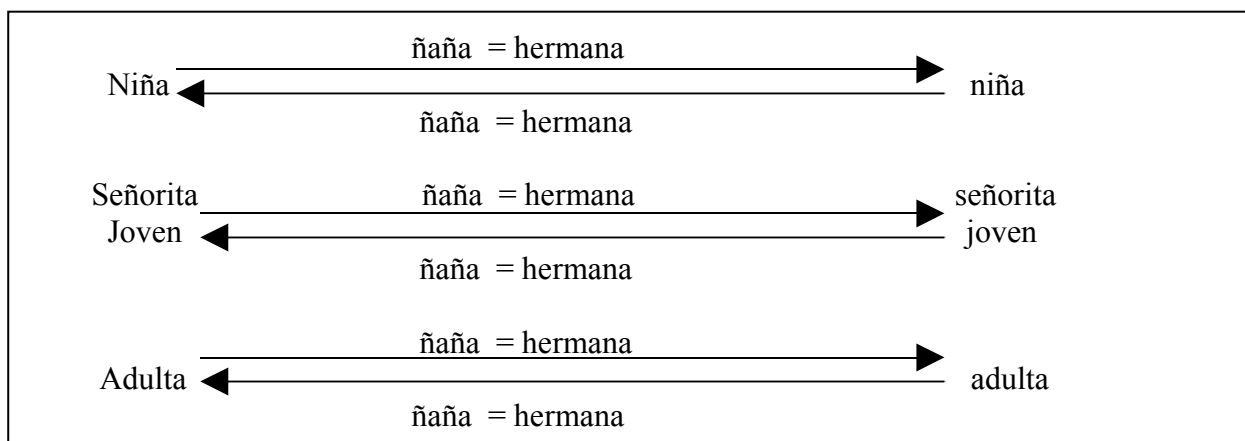 ñaña = hermana
Niña niña
ñaña = hermana
Señorita ñaña = hermana señorita
Joven joven
ñaña = hermana
ñaña = hermana
Adulta adulta
ñaña = hermana